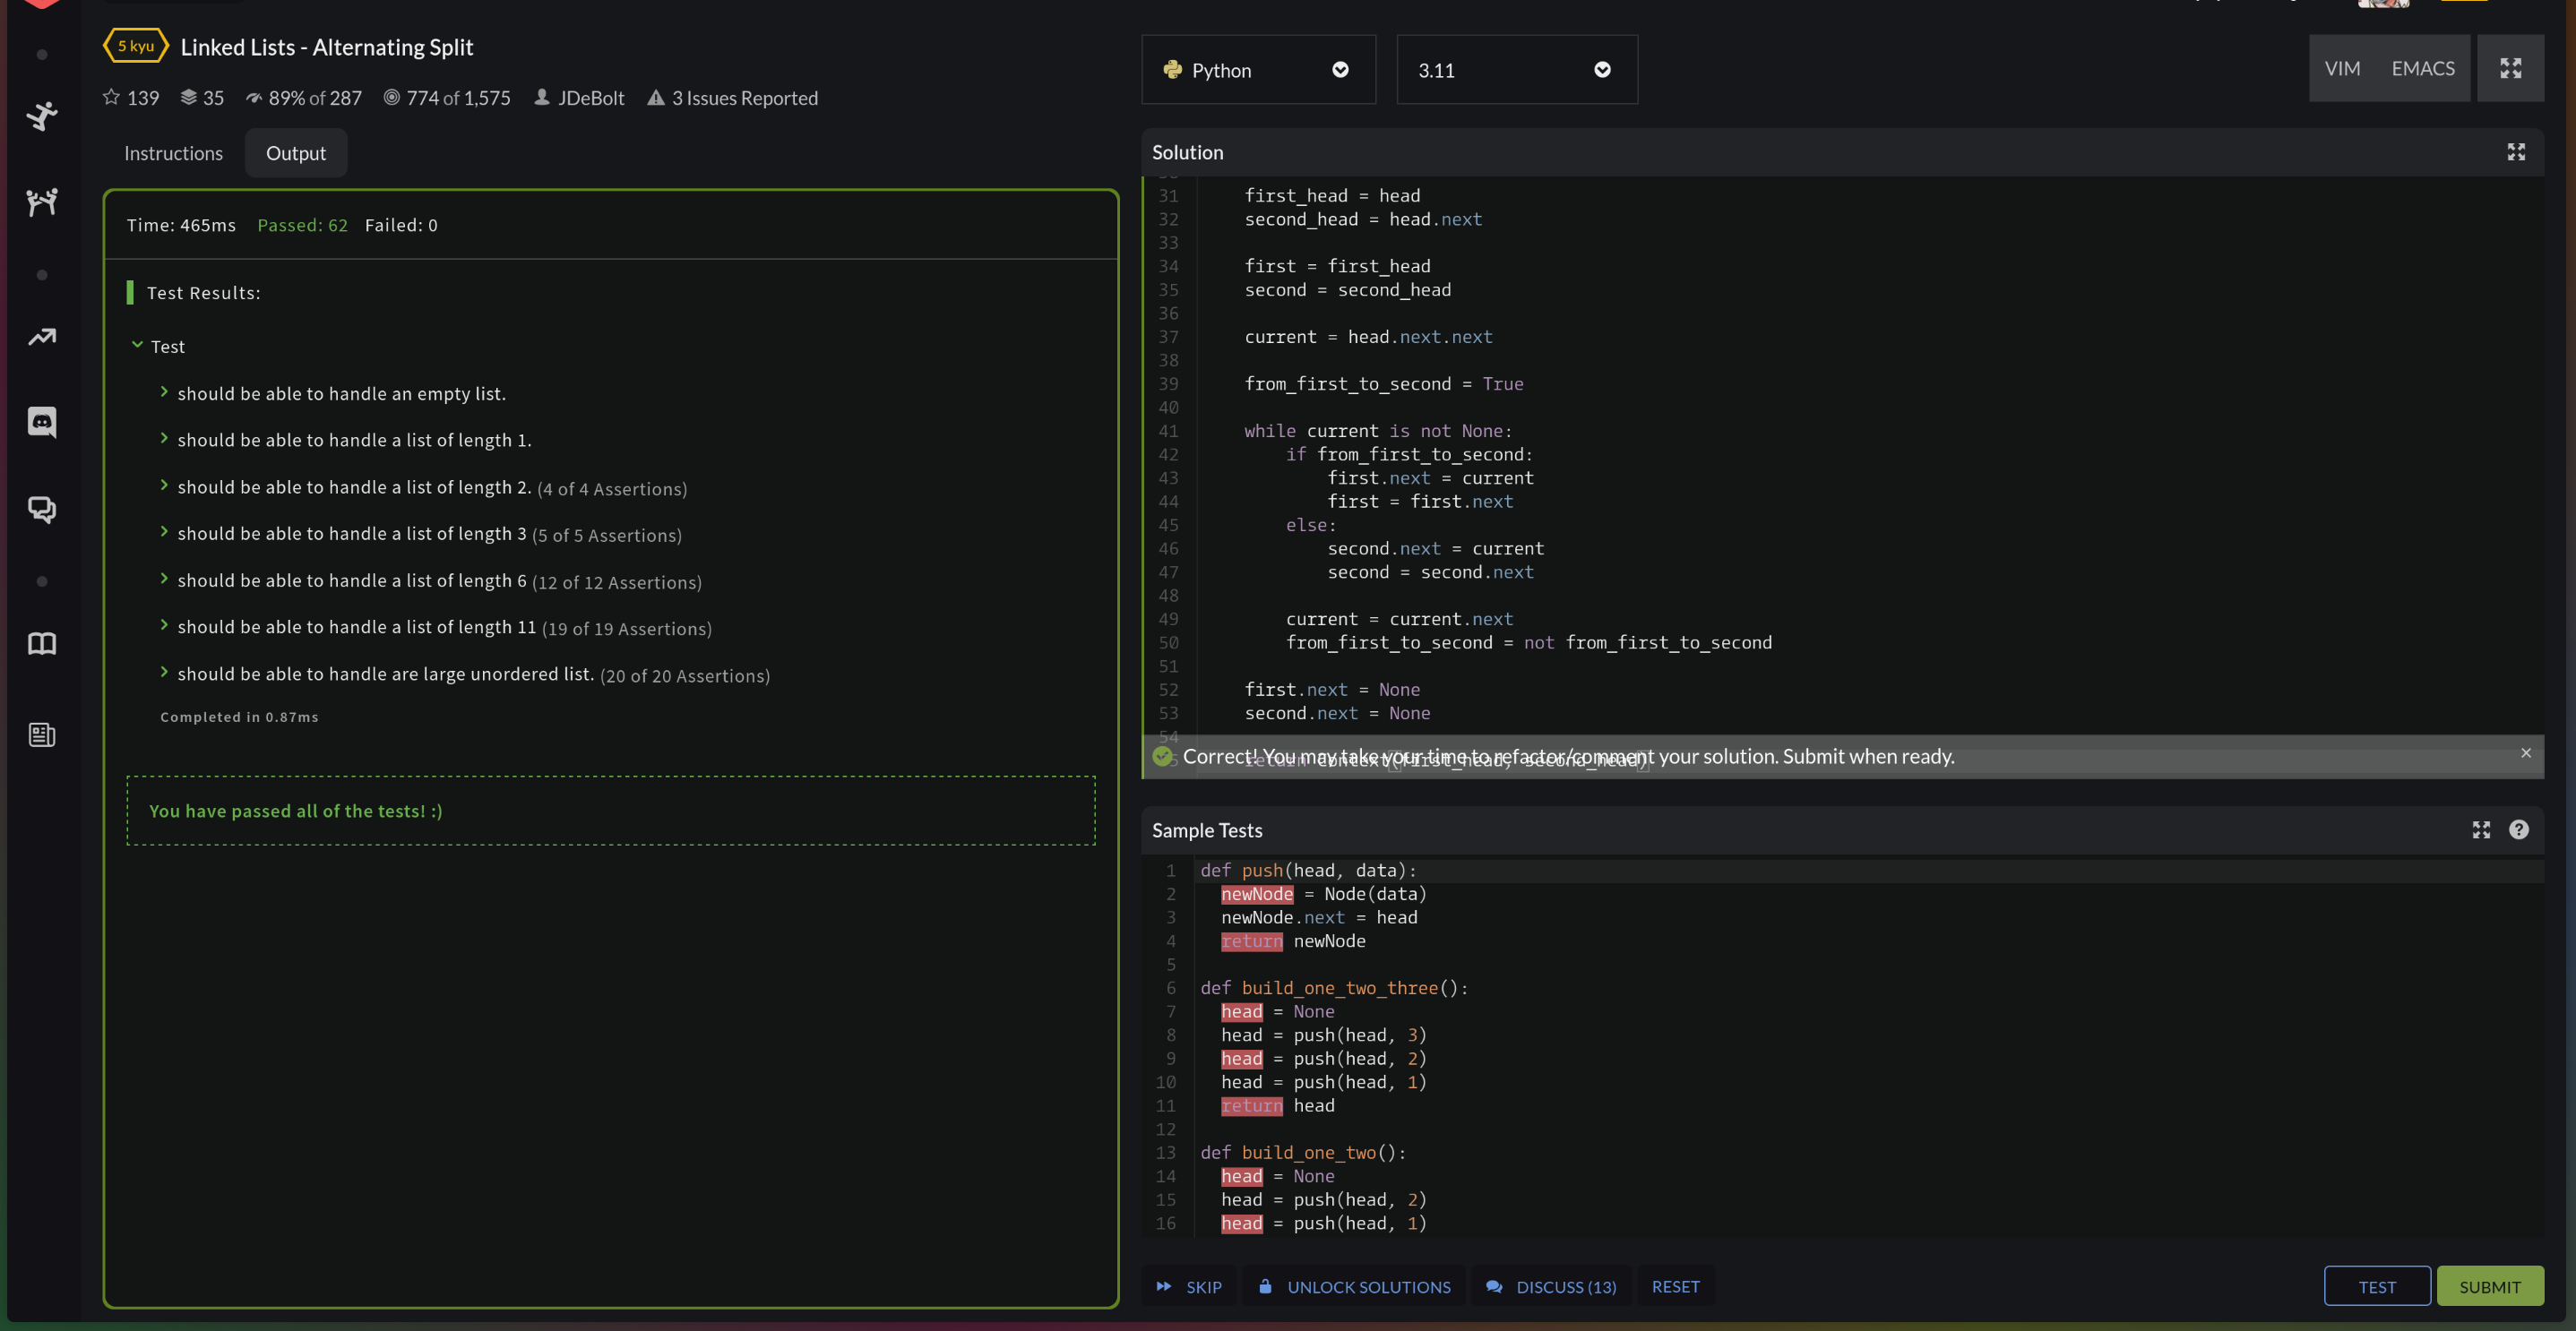 5 kyu Linked Lists - Alternating Split
139 35 89% of 287 774 of 1,575 JDeBolt 3 Issues Reported
Instructions Output
Time: 465ms Passed: 62 Failed: 0
Test Results:
Test
should be able to handle an empty list.
should be able to handle a list of length 1.
should be able to handle a list of length 2. (4 of 4 Assertions)
should be able to handle a list of length 3 (5 of 5 Assertions)
should be able to handle a list of length 6 (12 of 12 Assertions)
should be able to handle a list of length 11 (19 of 19 Assertions)
should be able to handle are large unordered list. (20 of 20 Assertions)
Completed in 0.87ms
You have passed all of the tests! :)
Python 3.11 VIM EMACS
Solution
31 first_head = head
32 second_head = head.next
33
34 first = first_head
35 second = second_head
36
37 current = head.next.next
38
39 from_first_to_second = True
40
41 while current is not None:
42 if from_first_to_second:
43 first.next = current
44 first = first.next
45 else:
46 second.next = current
47 second = second.next
48
49 current = current.next
50 from_first_to_second = not from_first_to_second
51
52 first.next = None
53 second.next = None
54
return Context(first_head, second_head)
Correct! You may take your time to refactor/comment your solution. Submit when ready.
Sample Tests
1 def push(head, data):
2 newNode = Node(data)
3 newNode.next = head
4 return newNode
5
6 def build_one_two_three():
7 head = None
8 head = push(head, 3)
9 head = push(head, 2)
10 head = push(head, 1)
11 return head
12
13 def build_one_two():
14 head = None
15 head = push(head, 2)
16 head = push(head, 1)
SKIP UNLOCK SOLUTIONS DISCUSS (13) RESET TEST SUBMIT